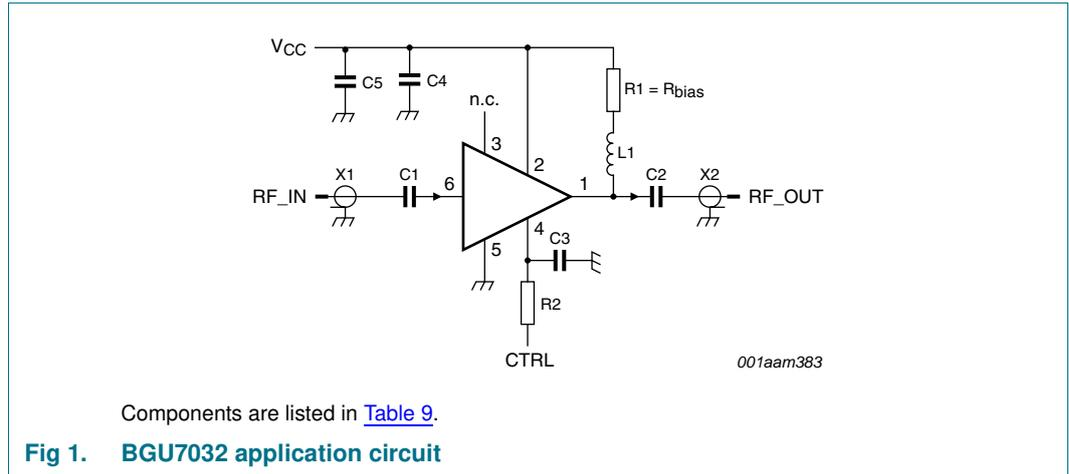 VCC
C5
C4
R1 = Rbias
n.c.
3
L1
2
X1
C1
6
1
C2
X2
RF_IN
RF_OUT
4
C3
5
R2
CTRL
001aam383
Components are listed in Table 9.
Fig 1. BGU7032 application circuit